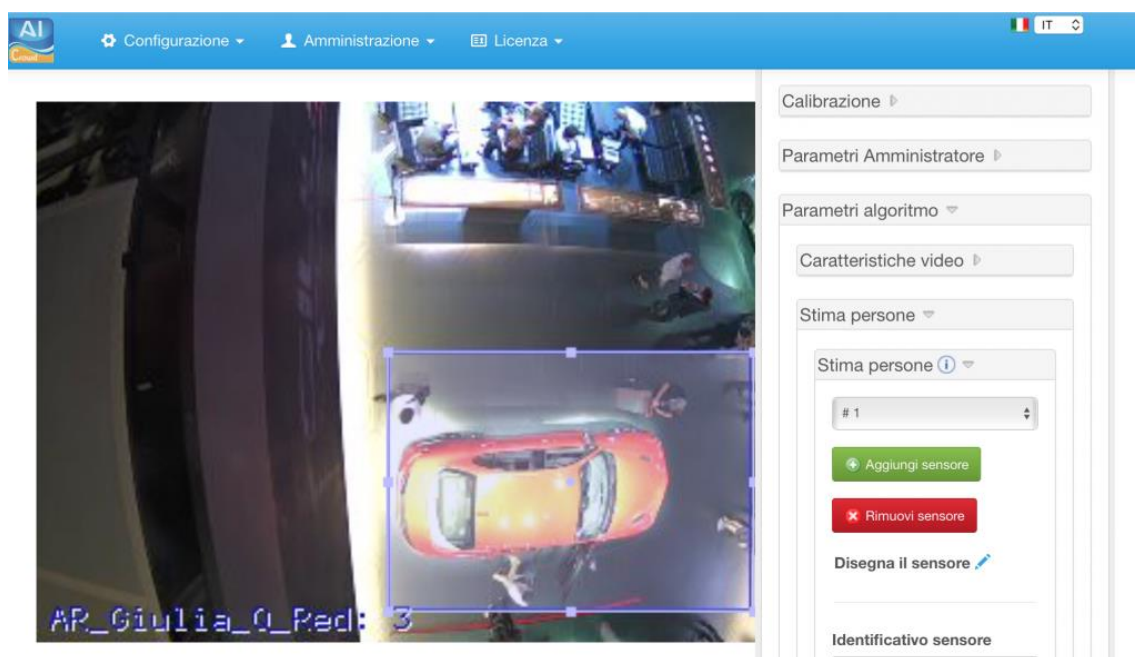 AI
Crowd
Configurazione
Amministrazione
Licenza
IT
Calibrazione
Parametri Amministratore
Parametri algoritmo
Caratteristiche video
Stima persone
Stima persone
# 1
Aggiungi sensore
Rimuovi sensore
Disegna il sensore
Identificativo sensore
AR_Giulia_Q_Red: 3